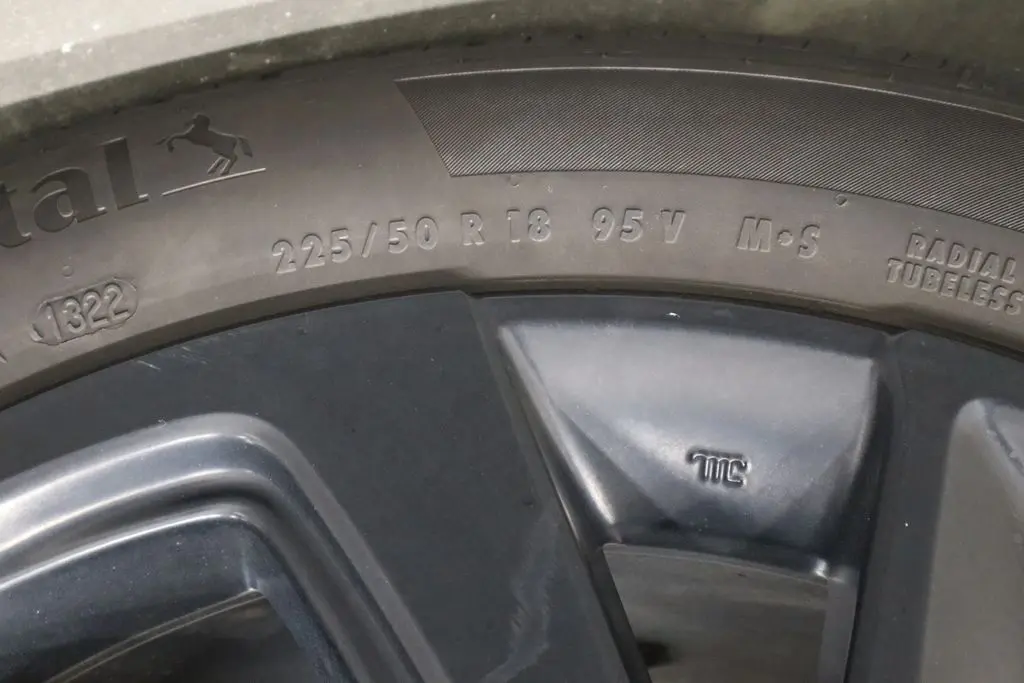 tal
225/50 R 18 95 V M•S
RADIAL
TUBELESS
1322